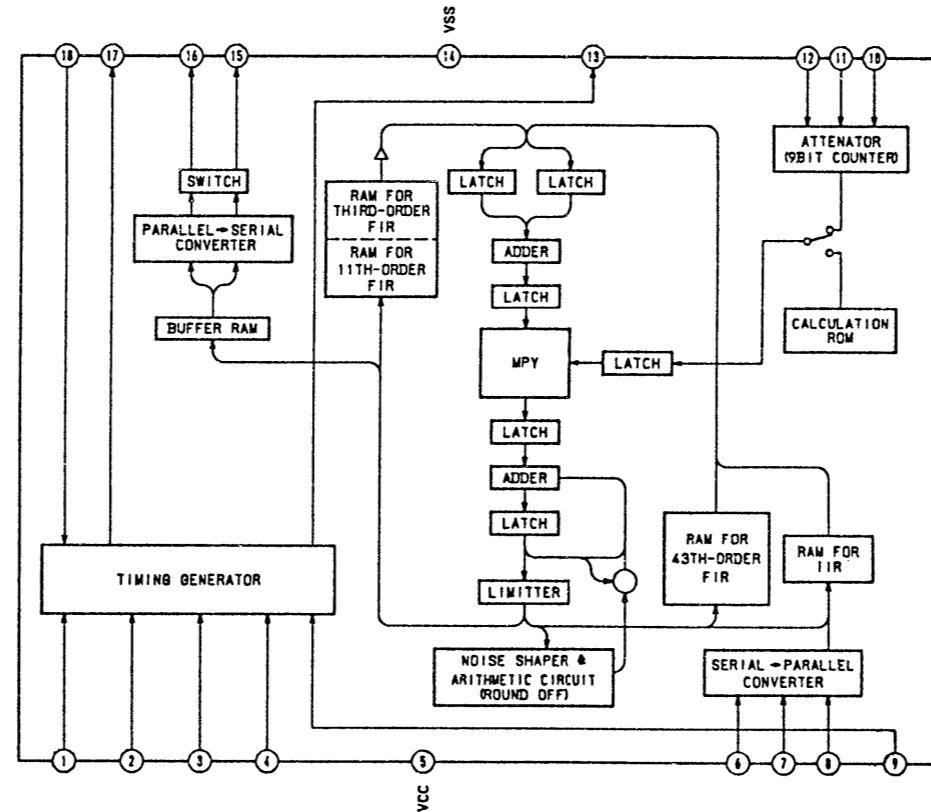 VSS
18
17
16
15
14
13
12
11
10
ATTENATOR
(9BIT COUNTER)
SWITCH
PARALLEL→SERIAL
CONVERTER
BUFFER RAM
RAM FOR
THIRD-ORDER
FIR
RAM FOR
11TH-ORDER
FIR
LATCH
LATCH
ADDER
LATCH
MPY
LATCH
CALCULATION
ROM
LATCH
ADDER
LATCH
LIMITTER
NOISE SHAPER &
ARITHMETIC CIRCUIT
(ROUND OFF)
RAM FOR
43TH-ORDER
FIR
RAM FOR
IIR
TIMING GENERATOR
SERIAL→PARALLEL
CONVERTER
1
2
3
4
5
6
7
8
9
VCC